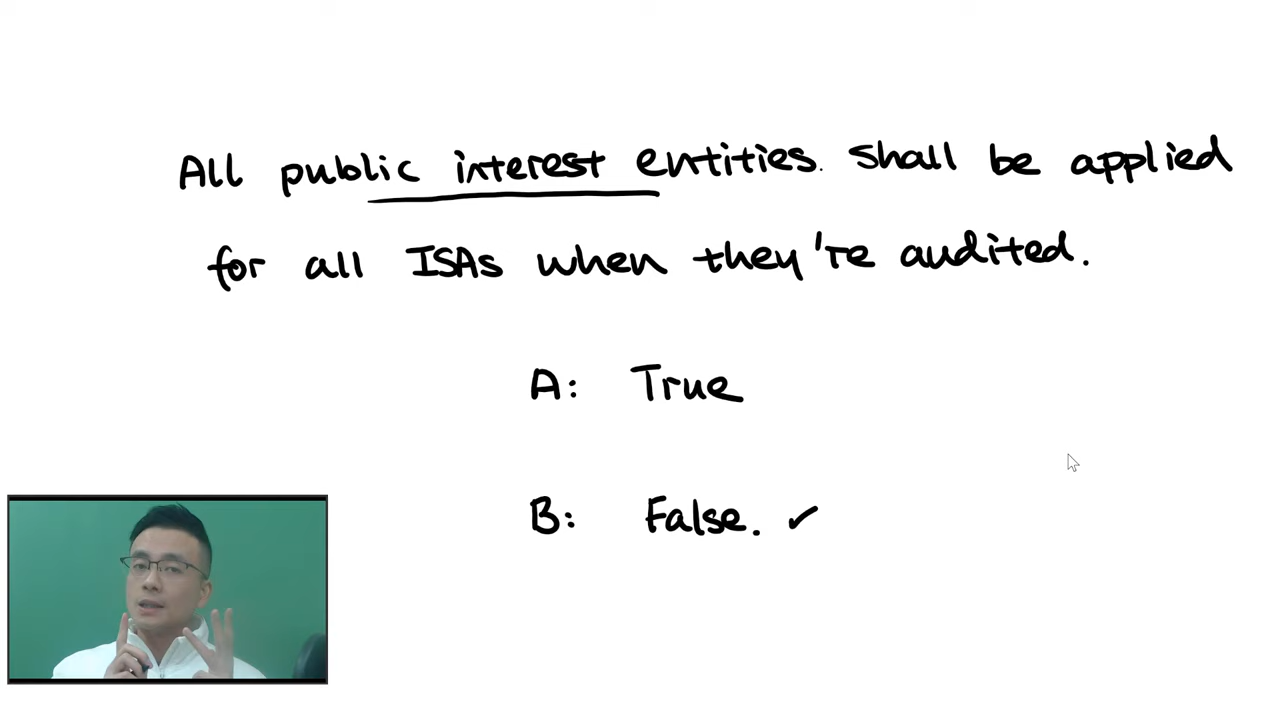 All public interest entities. Shall be applied
for all ISAs when they're audited.
A: True
B: False. ✓